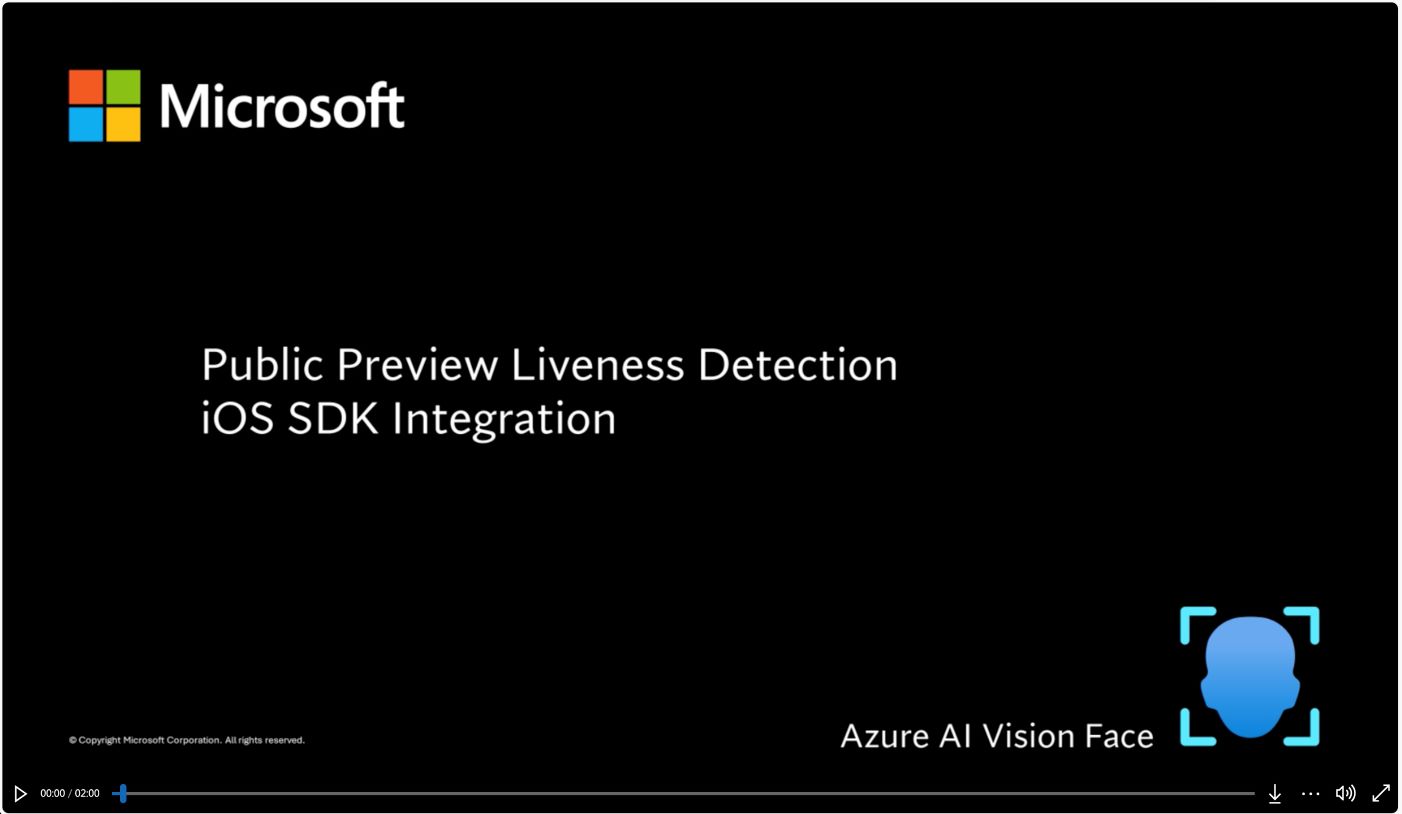 Microsoft
Public Preview Liveness Detection
iOS SDK Integration
Azure AI Vision Face
© Copyright Microsoft Corporation. All rights reserved.
00:00 / 02:00